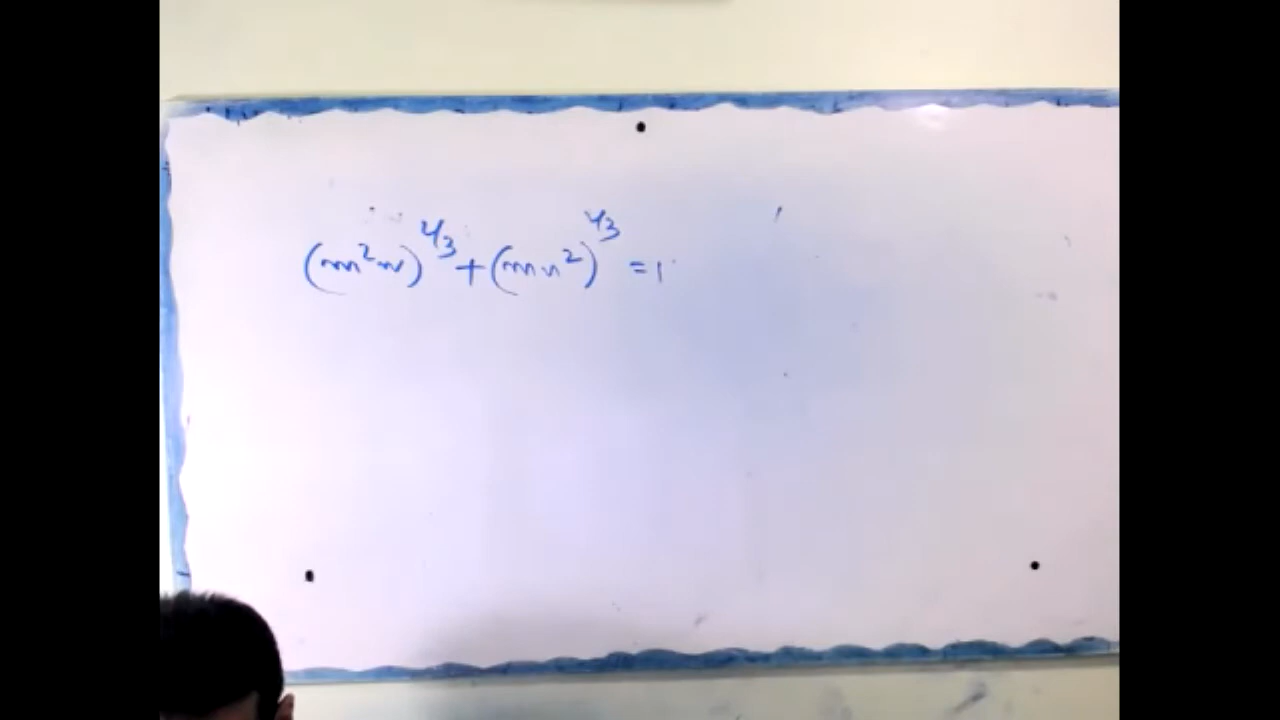 (m²n)^1/3 + (mn²)^1/3 = 1